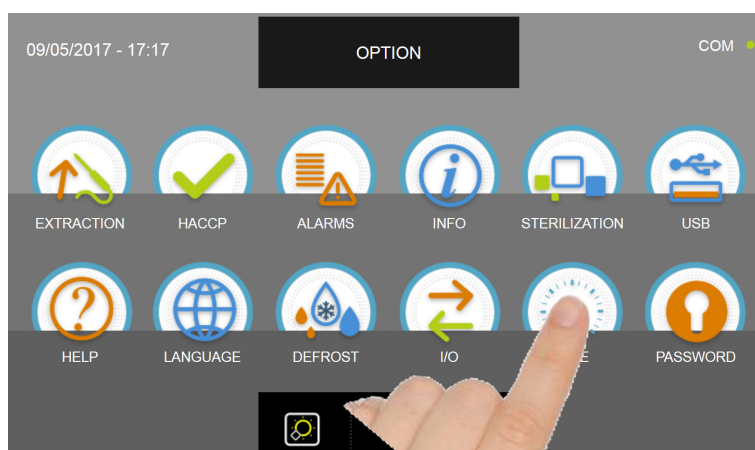 09/05/2017 - 17:17
OPTION
COM
EXTRACTION
HACCP
ALARMS
INFO
STERILIZATION
USB
HELP
LANGUAGE
DEFROST
I/O
PASSWORD